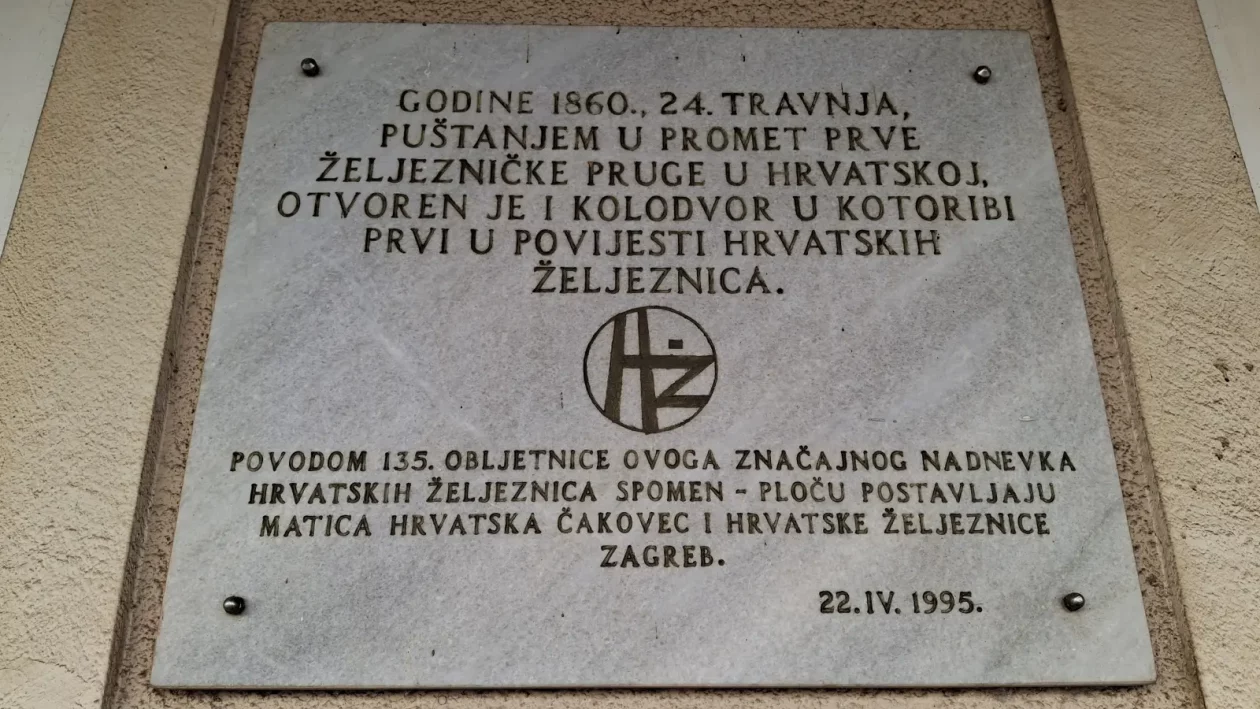 GODINE 1860., 24. TRAVNJA,
PUŠTANJEM U PROMET PRVE
ŽELJEZNIČKE PRUGE U HRVATSKOJ,
OTVOREN JE I KOLODVOR U KOTORIBI
PRVI U POVIJESTI HRVATSKIH
ŽELJEZNICA.
HŽ
POVODOM 135. OBLJETNICE OVOGA ZNAČAJNOG NADNEVKA
HRVATSKIH ŽELJEZNICA SPOMEN - PLOČU POSTAVLJAJU
MATICA HRVATSKA ČAKOVEC I HRVATSKE ŽELJEZNICE
ZAGREB.
22. IV. 1995.